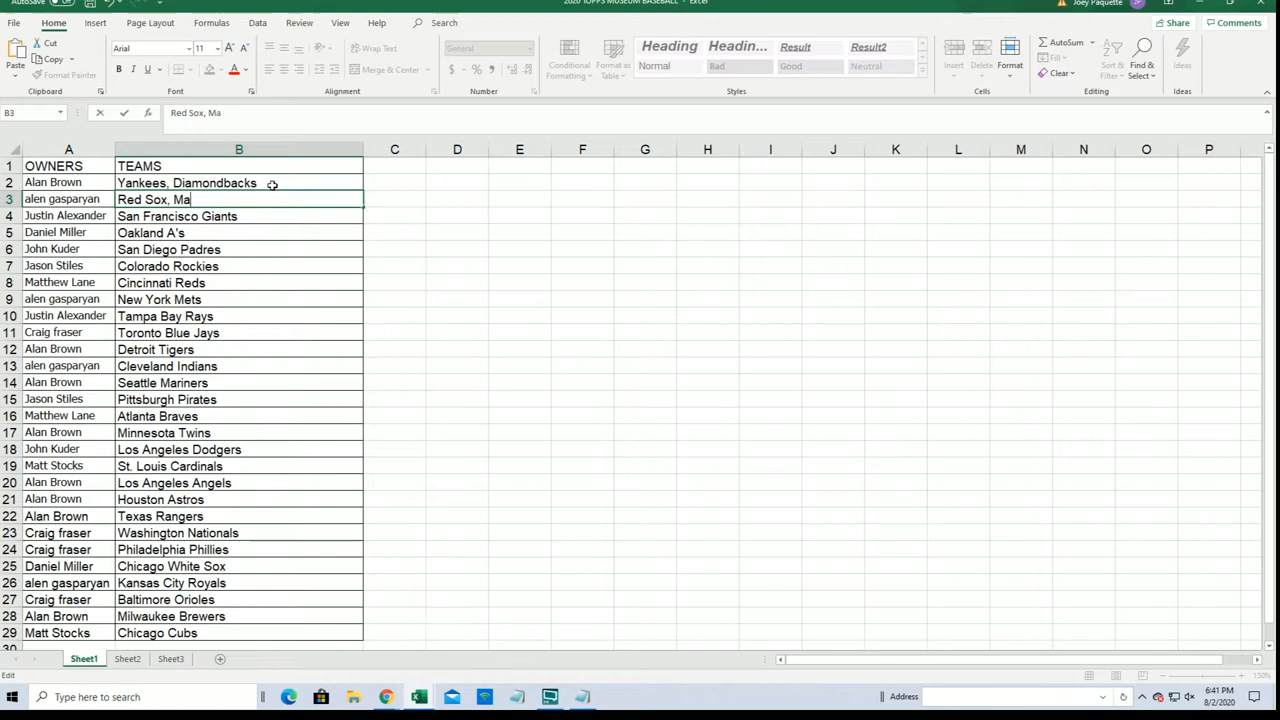 AutoSave Off 2020 TOPPS MUSEUM BASEBALL - Excel Joey Paquette JP
File Home Insert Page Layout Formulas Data Review View Help Search Share Comments
Paste Cut Copy Format Painter
Arial 11 A A B I U A
Wrap Text Merge & Center
General $ % ,
Conditional Formatting Format as Table
Heading Headin... Result Result2
Normal Bad Good Neutral
Insert Delete Format
AutoSum Clear Sort & Filter Find & Select Ideas
Clipboard Font Alignment Number Styles Cells Editing Ideas
B3 fx Red Sox, Ma
A B C D E F G H I J K L M N O P
1 OWNERS TEAMS
2 Alan Brown Yankees, Diamondbacks
3 alen gasparyan Red Sox, Ma
4 Justin Alexander San Francisco Giants
5 Daniel Miller Oakland A's
6 John Kuder San Diego Padres
7 Jason Stiles Colorado Rockies
8 Matthew Lane Cincinnati Reds
9 alen gasparyan New York Mets
10 Justin Alexander Tampa Bay Rays
11 Craig fraser Toronto Blue Jays
12 Alan Brown Detroit Tigers
13 alen gasparyan Cleveland Indians
14 Alan Brown Seattle Mariners
15 Jason Stiles Pittsburgh Pirates
16 Matthew Lane Atlanta Braves
17 Alan Brown Minnesota Twins
18 John Kuder Los Angeles Dodgers
19 Matt Stocks St. Louis Cardinals
20 Alan Brown Los Angeles Angels
21 Alan Brown Houston Astros
22 Alan Brown Texas Rangers
23 Craig fraser Washington Nationals
24 Craig fraser Philadelphia Phillies
25 Daniel Miller Chicago White Sox
26 alen gasparyan Kansas City Royals
27 Craig fraser Baltimore Orioles
28 Alan Brown Milwaukee Brewers
29 Matt Stocks Chicago Cubs
30
Sheet1 Sheet2 Sheet3
Edit 130%
Type here to search Address 6:41 PM
8/2/2020